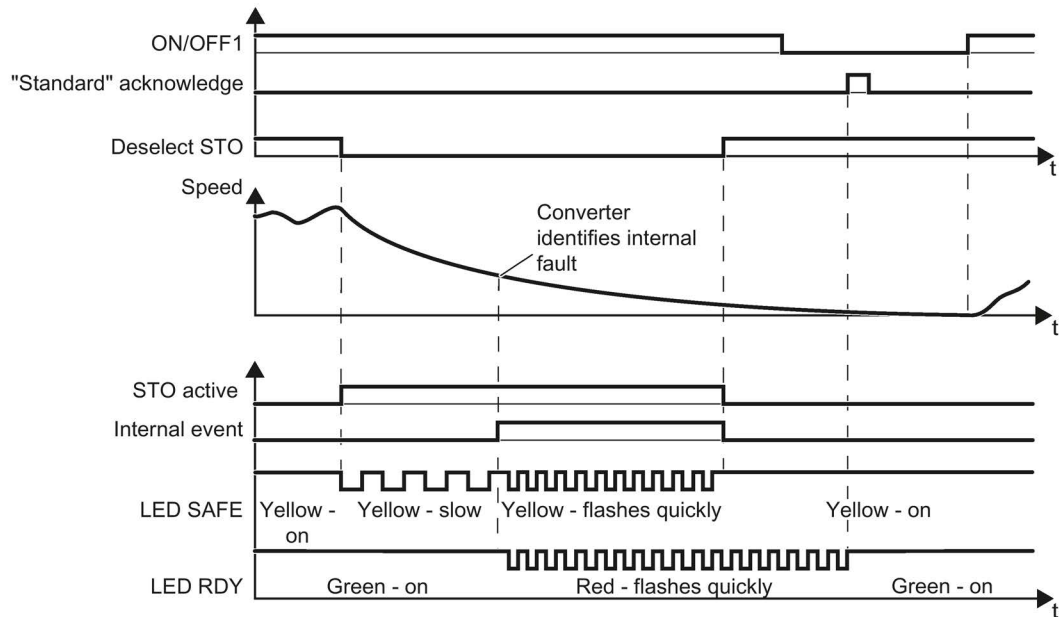 ON/OFF1
"Standard" acknowledge
Deselect STO
t
Speed
Converter
identifies internal
fault
t
STO active
Internal event
LED SAFE
Yellow -
on
Yellow - slow
Yellow - flashes quickly
Yellow - on
LED RDY
Green - on
Red - flashes quickly
Green - on
t